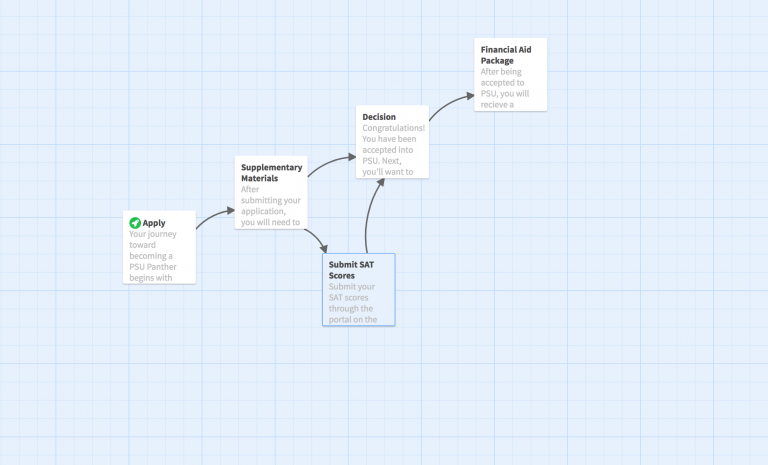 Financial Aid
Package
After being
accepted to
PSU, you will
recieve a
Decision
Congratulations!
You have been
accepted into
PSU. Next,
you'll want to
Supplementary
Materials
After
submitting your
application,
you will need to
Apply
Your journey
toward
becoming a
PSU Panther
begins with
Submit SAT
Scores
Submit your
SAT scores
through the
portal on the